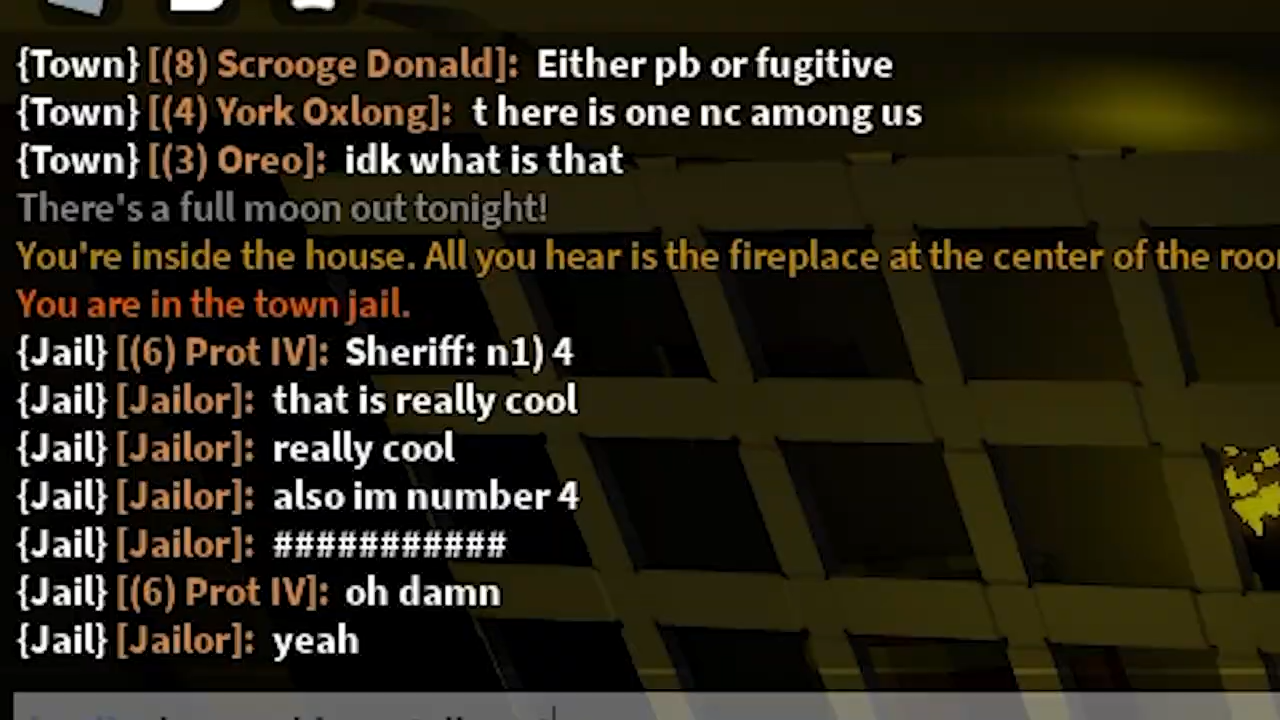 {Town} [(8) Scrooge Donald]: Either pb or fugitive
{Town} [(4) York Oxlong]: t here is one nc among us
{Town} [(3) Oreo]: idk what is that
There's a full moon out tonight!
You're inside the house. All you hear is the fireplace at the center of the
You are in the town jail.
{Jail} [(6) Prot IV]: Sheriff: n1) 4
{Jail} [Jailor]: that is really cool
{Jail} [Jailor]: really cool
{Jail} [Jailor]: also im number 4
{Jail} [Jailor]: ###########
{Jail} [(6) Prot IV]: oh damn
{Jail} [Jailor]: yeah